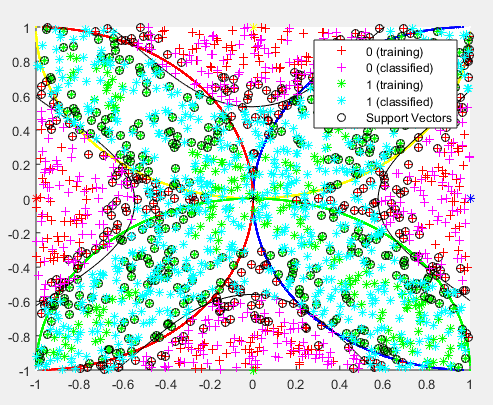 1
0.8
0.6
0.4
0.2
0
-0.2
-0.4
-0.6
-0.8
-1
0 (training)
0 (classified)
1 (training)
1 (classified)
Support Vectors
-1 -0.8 -0.6 -0.4 -0.2 0 0.2 0.4 0.6 0.8 1